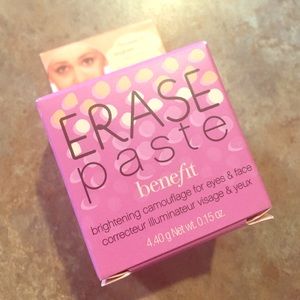 ERASE
paste
benefit
brightening camouflage for eyes & face
correcteur illuminateur visage & yeux
4.40 g Net wt. 0.15 oz.